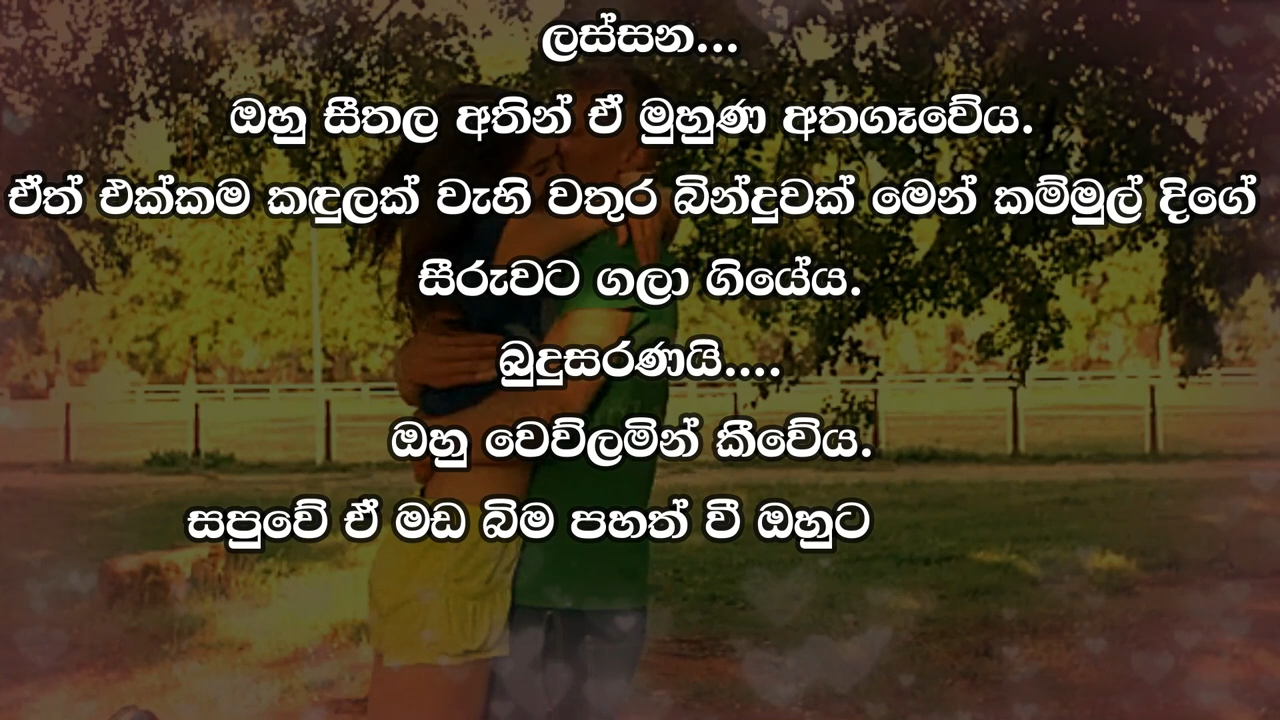 ලස්සන...
ඔහු සීතල අතින් ඒ මුහුණ අතගෑවේය.
ඒත් එක්කම කඳුලක් වැහි වතුර බින්දුවක් මෙන් කම්මුල් දිගේ
සීරුවට ගලා ගියේය.
බුදුසරණයි....
ඔහු වෙව්ලමින් කීවේය.
සපුවේ ඒ මඩ බිම පහත් වී ඔහුට